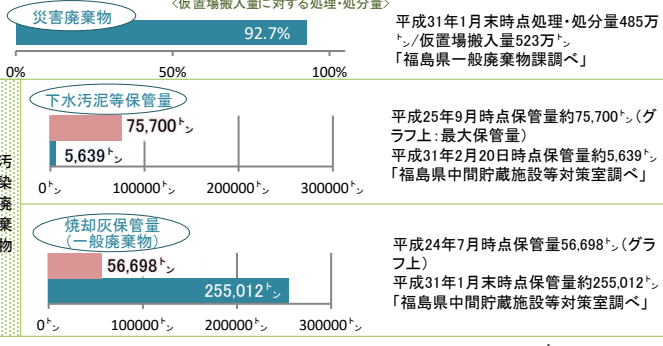 <仮置場搬入量に対する処理・処分量>
災害廃棄物
92.7%
0%
50%
100%
平成31年1月末時点処理・処分量485万
㌧/仮置場搬入量523万㌧
「福島県一般廃棄物課調べ」
汚染廃棄物
下水汚泥等保管量
75,700㌧
5,639㌧
0㌧
100000㌧
200000㌧
300000㌧
平成25年9月時点保管量約75,700㌧(グ
ラフ上:最大保管量)
平成31年2月20日時点保管量約5,639㌧
「福島県中間貯蔵施設等対策室調べ」
焼却灰保管量
(一般廃棄物)
56,698㌧
255,012㌧
0㌧
100000㌧
200000㌧
300000㌧
平成24年7月時点保管量56,698㌧(グラ
フ上)
平成31年1月末時点保管量約255,012㌧
「福島県中間貯蔵施設等対策室調べ」